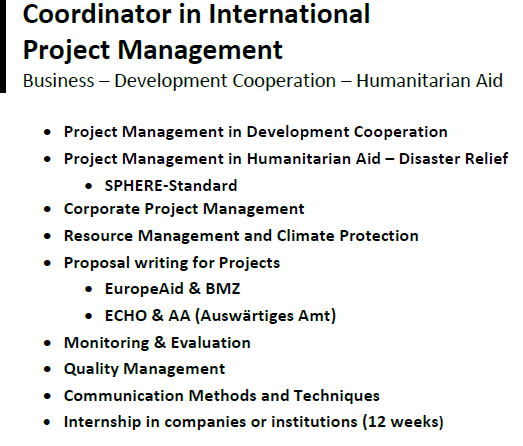 Coordinator in International
Project Management
Business – Development Cooperation – Humanitarian Aid
• Project Management in Development Cooperation
• Project Management in Humanitarian Aid – Disaster Relief
• SPHERE-Standard
• Corporate Project Management
• Resource Management and Climate Protection
• Proposal writing for Projects
• EuropeAid & BMZ
• ECHO & AA (Auswärtiges Amt)
• Monitoring & Evaluation
• Quality Management
• Communication Methods and Techniques
• Internship in companies or institutions (12 weeks)